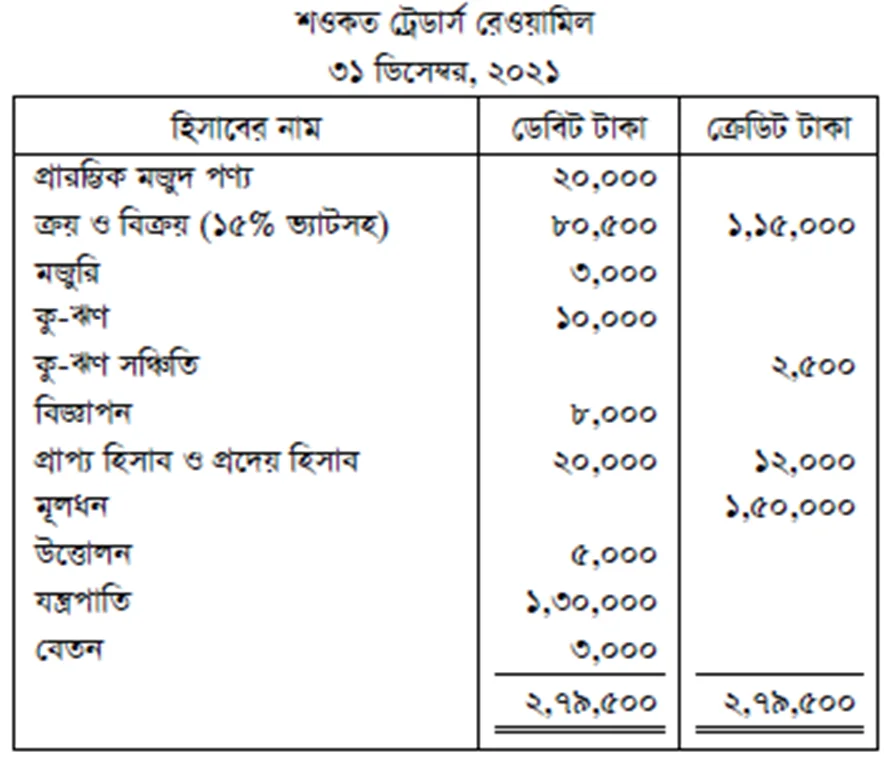 শওকত ট্রেডার্স রেওয়ামিল
৩১ ডিসেম্বর, ২০২১
হিসাবের নাম ডেবিট টাকা ক্রেডিট টাকা
প্রারম্ভিক মজুদ পণ্য ২০,০০০
ক্রয় ও বিক্রয় (১৫% ভ্যাটসহ) ৮০,৫০০ ১,১৫,০০০
মজুরি ৩,০০০
কু-ঋণ ১০,০০০
কু-ঋণ সঞ্চিতি ২,৫০০
বিজ্ঞাপন ৮,০০০
প্রাপ্য হিসাব ও প্রদেয় হিসাব ২০,০০০ ১২,০০০
মূলধন ১,৫০,০০০
উত্তোলন ৫,০০০
যন্ত্রপাতি ১,৩০,০০০
বেতন ৩,০০০
২,৭৯,৫০০ ২,৭৯,৫০০